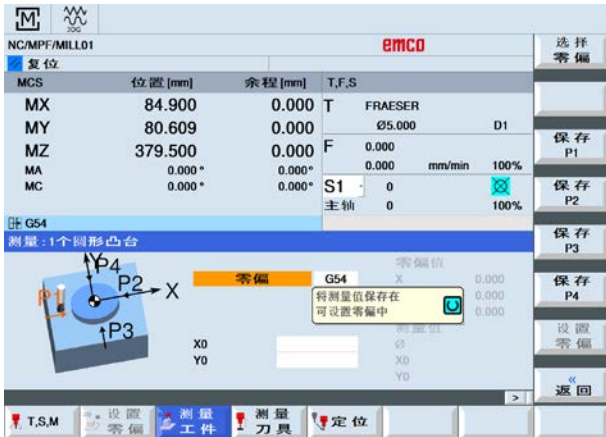 M
JOG
NC/MPF/MILL01
emco
复位
MCS 位置[mm] 余程[mm] T,F,S
MX 84.900 0.000 T FRAESER
Ø5.000 D1
MY 80.609 0.000
MZ 379.500 0.000 F 0.000
0.000 mm/min 100%
MA 0.000° 0.000°
MC 0.000° 0.000° S1 0
主轴 0 100%
G54
测量:1个圆形凸台
Y P4 P2 X P1 P3
零偏 G54
将测量值保存在
可设置零偏中
零偏值
X 0.000
0.000
0.000
测量值
Ø
X0
Y0
X0
Y0
>
选择
零偏
保存
P1
保存
P2
保存
P3
保存
P4
设置
零偏
«
返回
T,S,M
设置
零偏
测量
工件
测量
刀具
定位